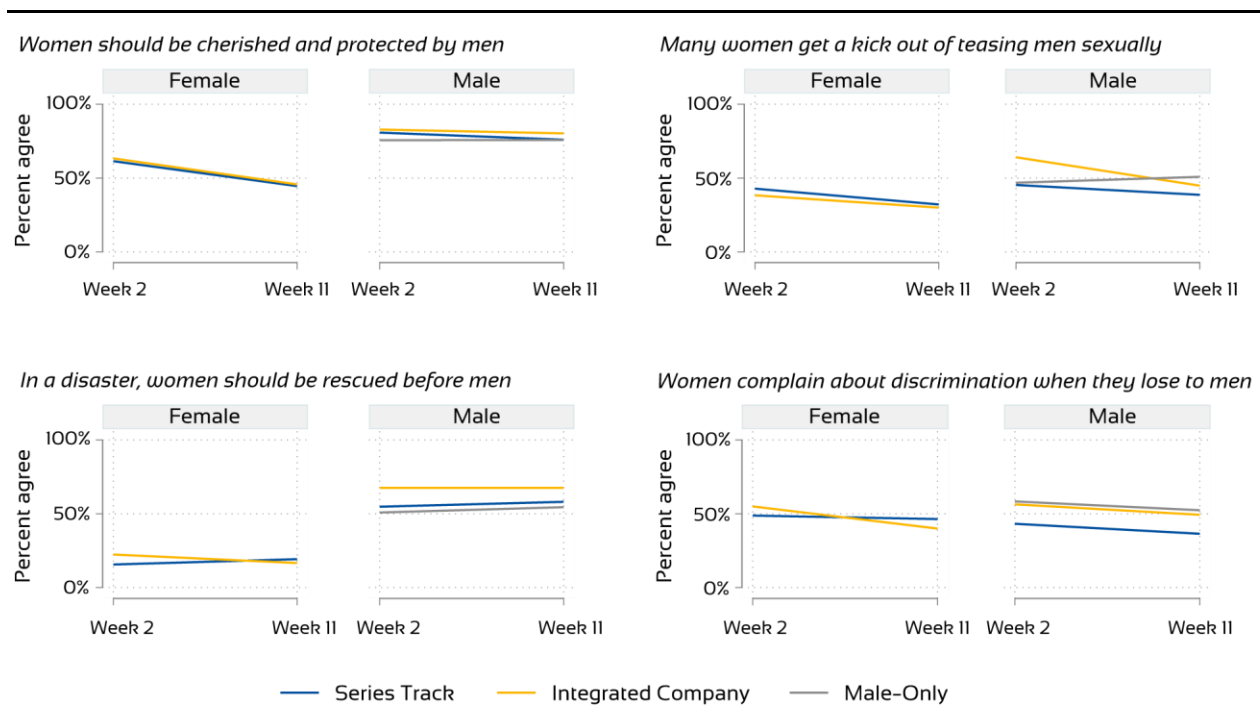 Women should be cherished and protected by men
Female
Male
Percent agree
100%
50%
0%
Week 2
Week 11
Week 2
Week 11
Many women get a kick out of teasing men sexually
Female
Male
Percent agree
100%
50%
0%
Week 2
Week 11
Week 2
Week 11
In a disaster, women should be rescued before men
Female
Male
Percent agree
100%
50%
0%
Week 2
Week 11
Week 2
Week 11
Women complain about discrimination when they lose to men
Female
Male
Percent agree
100%
50%
0%
Week 2
Week 11
Week 2
Week 11
Series Track
Integrated Company
Male-Only